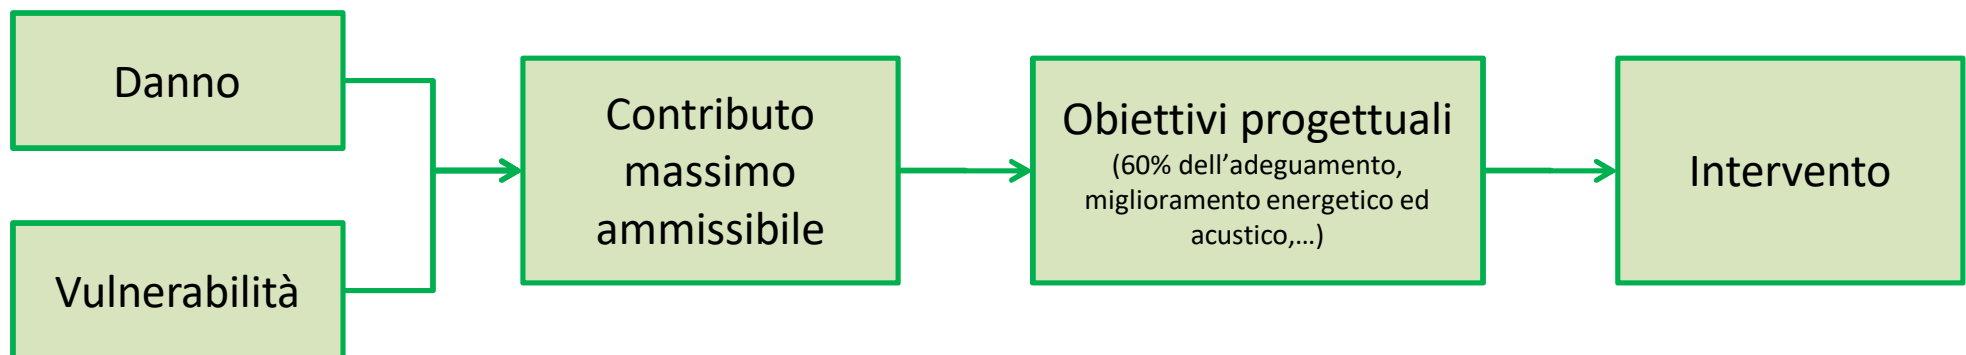 Danno
Vulnerabilità
Contributo
massimo
ammissibile
Obiettivi progettuali
(60% dell’adeguamento,
miglioramento energetico ed
acustico,…)
Intervento